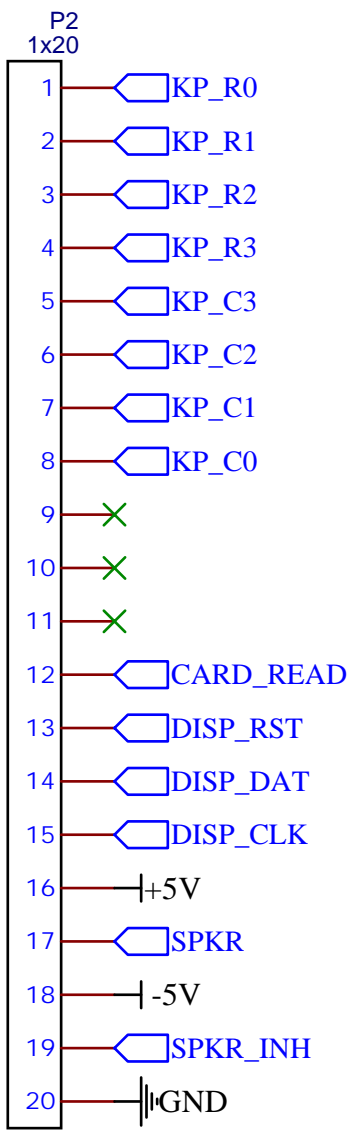 P2
1x20
1 KP_R0
2 KP_R1
3 KP_R2
4 KP_R3
5 KP_C3
6 KP_C2
7 KP_C1
8 KP_C0
9
10
11
12 CARD_READ
13 DISP_RST
14 DISP_DAT
15 DISP_CLK
16 +5V
17 SPKR
18 -5V
19 SPKR_INH
20 GND